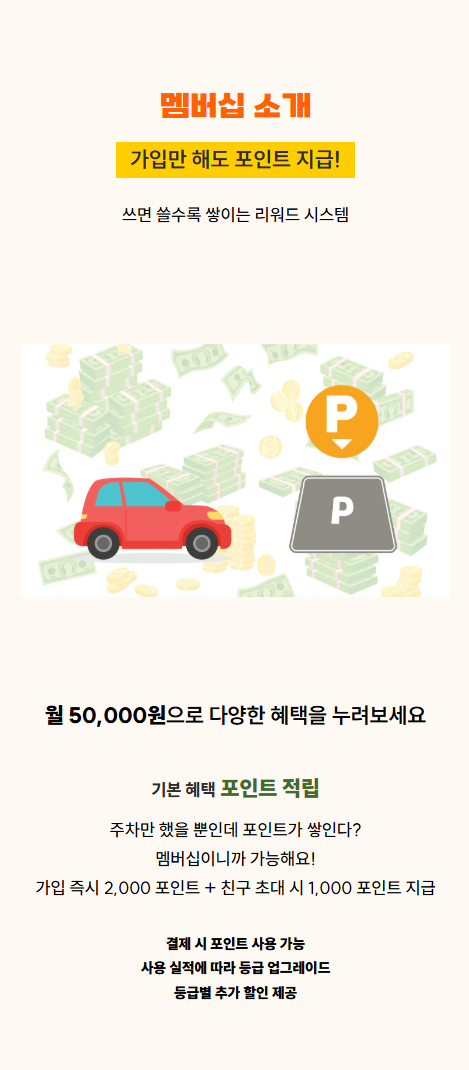 멤버십 소개
가입만 해도 포인트 지급!
쓰면 쓸수록 쌓이는 리워드 시스템
P
P
월 50,000원으로 다양한 혜택을 누려보세요
기본 혜택 포인트 적립
주차만 했을 뿐인데 포인트가 쌓인다?
멤버십이니까 가능해요!
가입 즉시 2,000 포인트 + 친구 초대 시 1,000 포인트 지급
결제 시 포인트 사용 가능
사용 실적에 따라 등급 업그레이드
등급별 추가 할인 제공